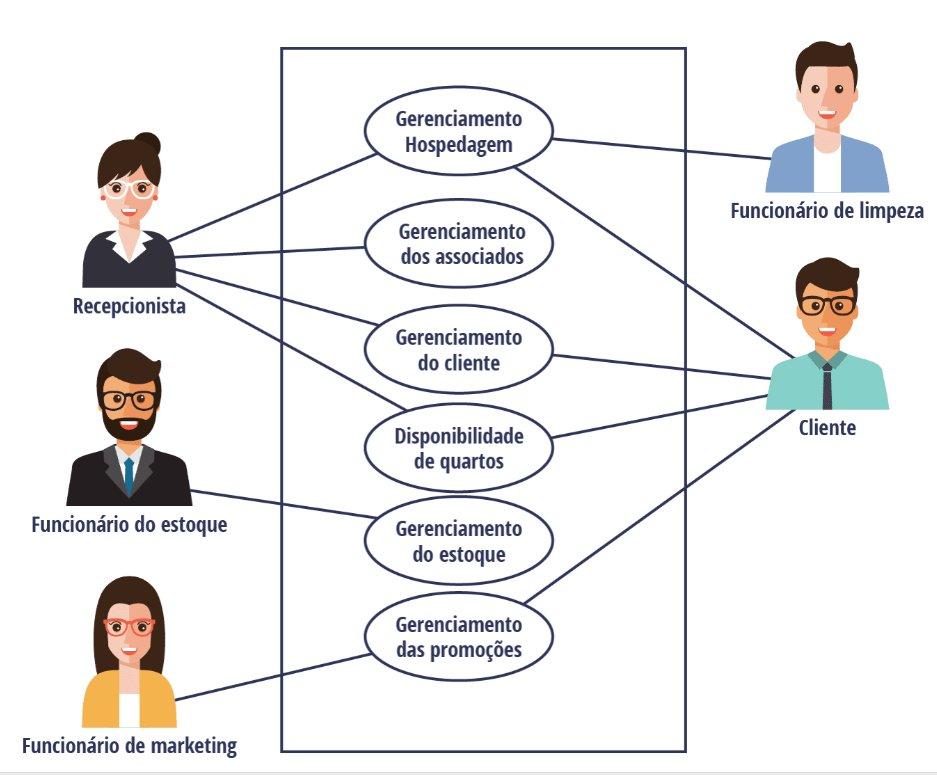 Gerenciamento
Hospedagem
Gerenciamento
dos associados
Gerenciamento
do cliente
Disponibilidade
de quartos
Gerenciamento
do estoque
Gerenciamento
das promoções
Recepcionista
Funcionário do estoque
Funcionário de marketing
Funcionário de limpeza
Cliente